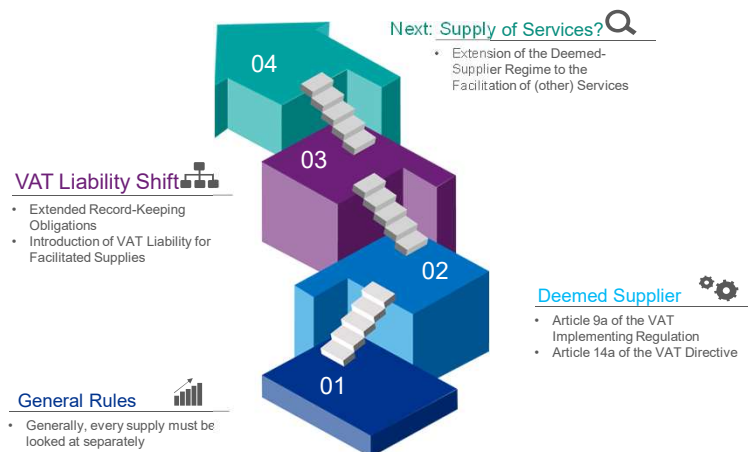 Next: Supply of Services?
• Extension of the Deemed-
Supplier Regime to the
Facilitation of (other) Services
04
03
VAT Liability Shift
• Extended Record-Keeping
Obligations
• Introduction of VAT Liability for
Facilitated Supplies
02
Deemed Supplier
• Article 9a of the VAT
Implementing Regulation
• Article 14a of the VAT Directive
01
General Rules
• Generally, every supply must be
looked at separately